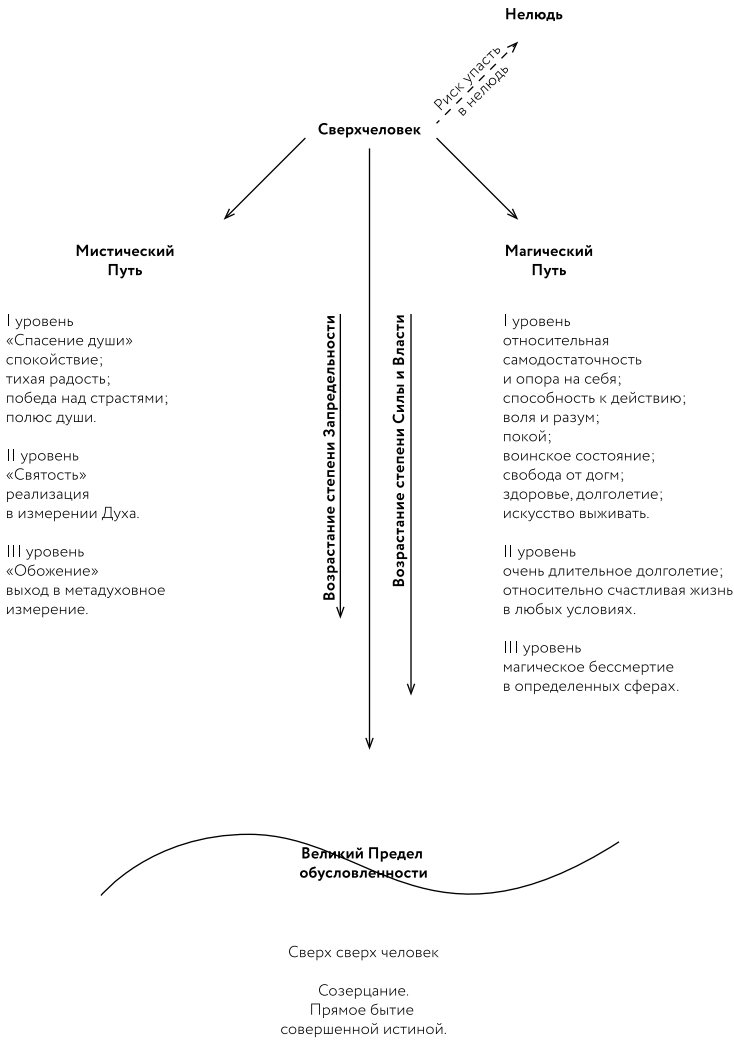 Нелюдь
Риск упасть
в нелюдь
Сверхчеловек
Мистический
Путь
I уровень
«Спасение души»
спокойствие;
тихая радость;
победа над страстями;
полюс души.
II уровень
«Святость»
реализация
в измерении Духа.
III уровень
«Обожение»
выход в метадуховное
измерение.
Возрастание степени Запредельности
Возрастание степени Силы и Власти
Магический
Путь
I уровень
относительная
самодостаточность
и опора на себя;
способность к действию;
воля и разум;
покой;
воинское состояние;
свобода от догм;
здоровье, долголетие;
искусство выживать.
II уровень
очень длительное долголетие;
относительно счастливая жизнь
в любых условиях.
III уровень
магическое бессмертие
в определенных сферах.
Великий Предел
обусловленности
Сверх сверх человек
Созерцание.
Прямое бытие
совершенной истиной.